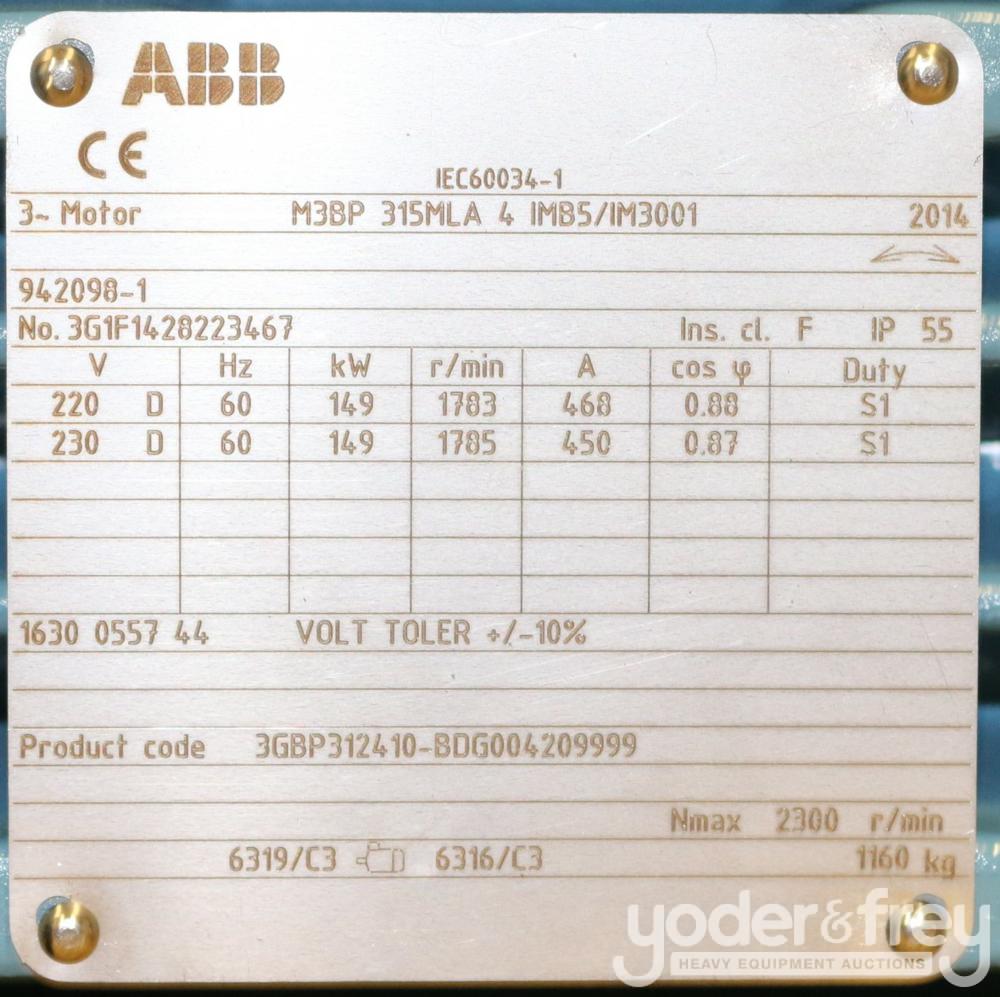 ABB
CE
IEC60034-1
3~ Motor M3BP 315MLA 4 IMB5/IM3001 2014
942098-1
No. 3G1F1428223467 Ins. cl. F IP 55
V Hz kW r/min A cos φ Duty
220 D 60 149 1783 468 0.88 S1
230 D 60 149 1785 450 0.87 S1
1630 0557 44 VOLT TOLER +/-10%
Product code 3GBP312410-BDG004209999
Nmax 2300 r/min
6319/C3 6316/C3 1160 kg
yoder&frey
HEAVY EQUIPMENT AUCTIONS